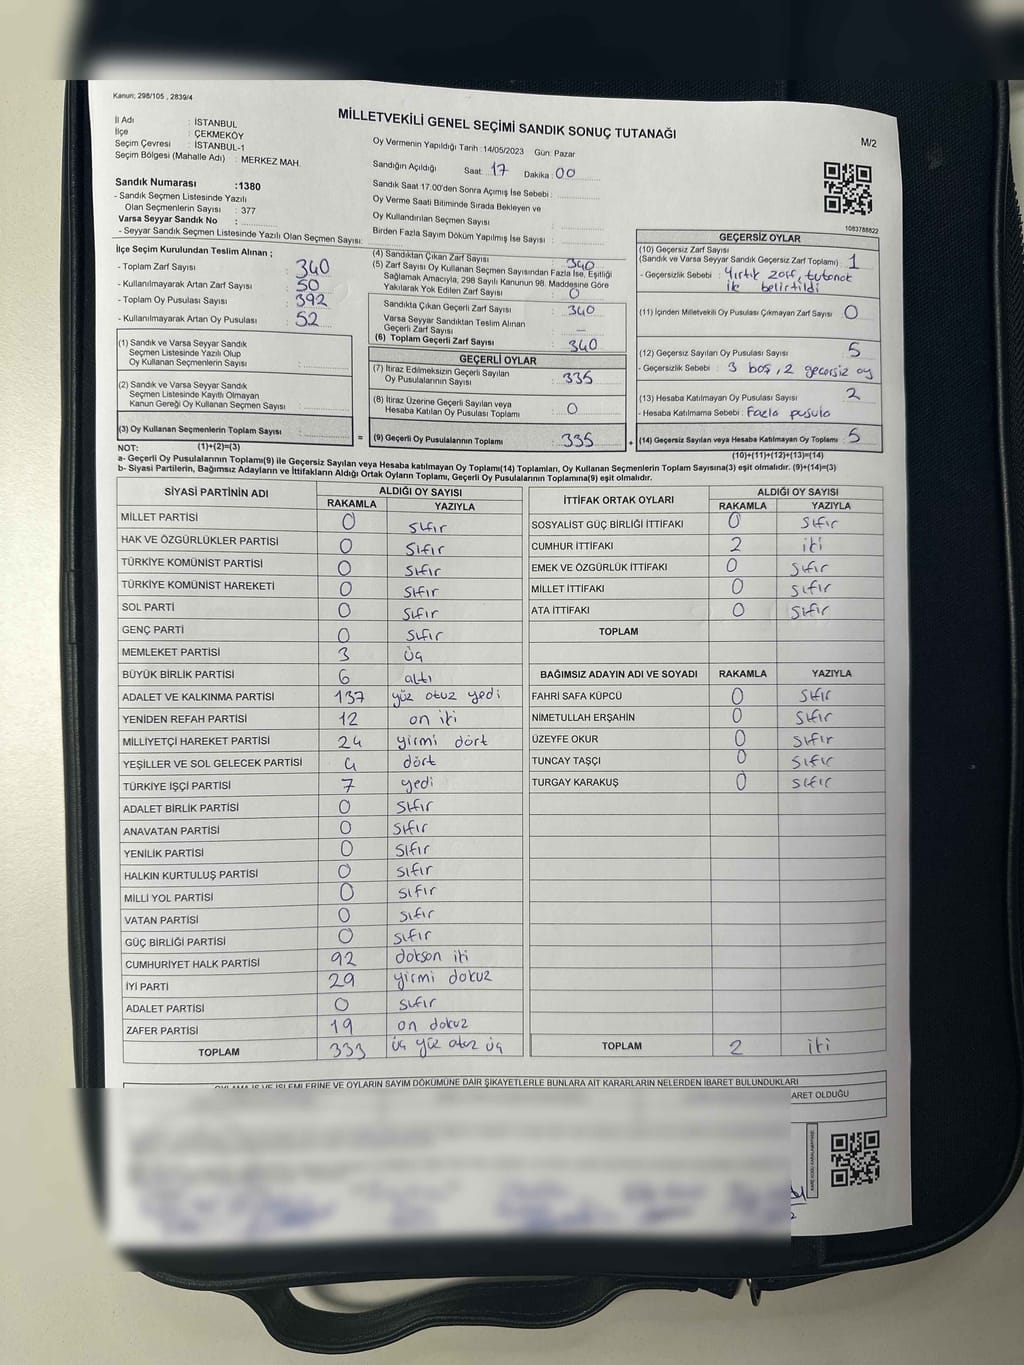 Kanun; 298/105 , 2839/4
MİLLETVEKİLİ GENEL SEÇİMİ SANDIK SONUÇ TUTANAĞI
M/2
İl Adı : İSTANBUL
İlçe : ÇEKMEKÖY
Seçim Çevresi : İSTANBUL-1
Seçim Bölgesi (Mahalle Adı) : MERKEZ MAH.
Sandık Numarası :1380
- Sandık Seçmen Listesinde Yazılı
Olan Seçmenlerin Sayısı : 377
Varsa Seyyar Sandık No :
- Seyyar Sandık Seçmen Listesinde Yazılı Olan Seçmen Sayısı:
Oy Vermenin Yapıldığı Tarih :14/05/2023 Gün: Pazar
Sandığın Açıldığı Saat: 17 Dakika: 00
Sandık Saat 17.00'den Sonra Açımış İse Sebebi :
Oy Verme Saati Bitiminde Sırada Bekleyen ve
Oy Kullandırılan Seçmen Sayısı :
Birden Fazla Sayım Döküm Yapılmış İse Sayısı :
1083788822
İlçe Seçim Kurulundan Teslim Alınan ;
- Toplam Zarf Sayısı : 340
- Kullanılmayarak Artan Zarf Sayısı : 50
- Toplam Oy Pusulası Sayısı : 392
- Kullanılmayarak Artan Oy Pusulası : 52
(1) Sandık ve Varsa Seyyar Sandık
Seçmen Listesinde Yazılı Olup
Oy Kullanan Seçmenlerin Sayısı :
(2) Sandık ve Varsa Seyyar Sandık
Seçmen Listesinde Kayıtlı Olmayan
Kanun Gereği Oy Kullanan Seçmen Sayısı :
(3) Oy Kullanan Seçmenlerin Toplam Sayısı :
(1)+(2)=(3)
(4) Sandıktan Çıkan Zarf Sayısı : 340
(5) Zarf Sayısı Oy Kullanan Seçmen Sayısından Fazla İse, Eşitliği
Sağlamak Amacıyla, 298 Sayılı Kanunun 98. Maddesine Göre
Yakılarak Yok Edilen Zarf Sayısı : 0
Sandıkta Çıkan Geçerli Zarf Sayısı : 340
Varsa Seyyar Sandıktan Teslim Alınan
Geçerli Zarf Sayısı : –
(6) Toplam Geçerli Zarf Sayısı : 340
GEÇERLİ OYLAR
(7) İtiraz Edilmeksizin Geçerli Sayılan
Oy Pusulalarının Sayısı : 335
(8) İtiraz Üzerine Geçerli Sayılan veya
Hesaba Katılan Oy Pusulası Toplamı : 0
= (9) Geçerli Oy Pusulalarının Toplamı : 335 +
GEÇERSİZ OYLAR
(10) Geçersiz Zarf Sayısı
(Sandık ve Varsa Seyyar Sandık Geçersiz Zarf Toplamı) : 1
- Geçersizlik Sebebi : Yırtık zarf, tutanak
ile belirtildi
(11) İçinden Milletvekili Oy Pusulası Çıkmayan Zarf Sayısı : 0
(12) Geçersiz Sayılan Oy Pusulası Sayısı : 5
- Geçersizlik Sebebi : 3 boş, 2 geçersiz oy
(13) Hesaba Katılmayan Oy Pusulası Sayısı : 2
- Hesaba Katılmama Sebebi : Fazla pusula
(14) Geçersiz Sayılan veya Hesaba Katılmayan Oy Toplamı : 5
(10)+(11)+(12)+(13)=(14)
NOT:
a- Geçerli Oy Pusulalarının Toplamı(9) ile Geçersiz Sayılan veya Hesaba katılmayan Oy Toplamı(14) Toplamları, Oy Kullanan Seçmenlerin Toplam Sayısına(3) eşit olmalıdır. (9)+(14)=(3)
b- Siyasi Partilerin, Bağımsız Adayların ve İttifakların Aldığı Ortak Oyların Toplamı, Geçerli Oy Pusulalarının Toplamına(9) eşit olmalıdır.
SİYASİ PARTİNİN ADI ALDIĞI OY SAYISI
RAKAMLA YAZIYLA
MİLLET PARTİSİ 0 sıfır
HAK VE ÖZGÜRLÜKLER PARTİSİ 0 sıfır
TÜRKİYE KOMÜNİST PARTİSİ 0 sıfır
TÜRKİYE KOMÜNİST HAREKETİ 0 sıfır
SOL PARTİ 0 sıfır
GENÇ PARTİ 0 sıfır
MEMLEKET PARTİSİ 3 üç
BÜYÜK BİRLİK PARTİSİ 6 altı
ADALET VE KALKINMA PARTİSİ 137 yüz otuz yedi
YENİDEN REFAH PARTİSİ 12 on iki
MİLLİYETÇİ HAREKET PARTİSİ 24 yirmi dört
YEŞİLLER VE SOL GELECEK PARTİSİ 4 dört
TÜRKİYE İŞÇİ PARTİSİ 7 yedi
ADALET BİRLİK PARTİSİ 0 sıfır
ANAVATAN PARTİSİ 0 sıfır
YENİLİK PARTİSİ 0 sıfır
HALKIN KURTULUŞ PARTİSİ 0 sıfır
MİLLİ YOL PARTİSİ 0 sıfır
VATAN PARTİSİ 0 sıfır
GÜÇ BİRLİĞİ PARTİSİ 0 sıfır
CUMHURİYET HALK PARTİSİ 92 doksan iki
İYİ PARTİ 29 yirmi dokuz
ADALET PARTİSİ 0 sıfır
ZAFER PARTİSİ 19 on dokuz
TOPLAM 333 üç yüz otuz üç
İTTİFAK ORTAK OYLARI ALDIĞI OY SAYISI
RAKAMLA YAZIYLA
SOSYALİST GÜÇ BİRLİĞİ İTTİFAKI 0 sıfır
CUMHUR İTTİFAKI 2 iki
EMEK VE ÖZGÜRLÜK İTTİFAKI 0 sıfır
MİLLET İTTİFAKI 0 sıfır
ATA İTTİFAKI 0 sıfır
TOPLAM
BAĞIMSIZ ADAYIN ADI VE SOYADI RAKAMLA YAZIYLA
FAHRİ SAFA KÜPCÜ 0 sıfır
NİMETULLAH ERŞAHİN 0 sıfır
ÜZEYFE OKUR 0 sıfır
TUNCAY TAŞÇI 0 sıfır
TURGAY KARAKUŞ 0 sıfır
TOPLAM 2 iki
OYLAMA İŞ VE İŞLEMLERİNE VE OYLARIN SAYIM DÖKÜMÜNE DAİR ŞİKAYETLERLE BUNLARA AİT KARARLARIN NELERDEN İBARET BULUNDUKLARI
ARET OLDUĞU